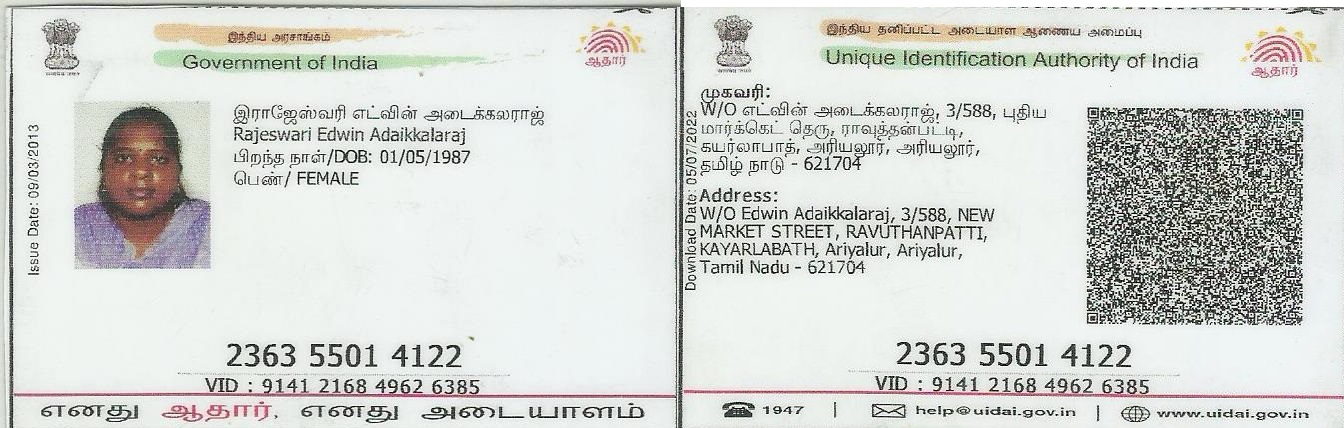 இந்திய அரசாங்கம்
Government of India
ஆதார்
Issue Date: 09/03/2013
இராஜேஸ்வரி எட்வின் அடைக்கலராஜ்
Rajeswari Edwin Adaikkalaraj
பிறந்த நாள்/DOB: 01/05/1987
பெண்/ FEMALE
2363 5501 4122
VID : 9141 2168 4962 6385
எனது ஆதார், எனது அடையாளம்
இந்திய தனிப்பட்ட அடையாள ஆணைய அமைப்பு
Unique Identification Authority of India
ஆதார்
Download Date: 05/07/2022
முகவரி:
W/O எட்வின் அடைக்கலராஜ், 3/588, புதிய
மார்க்கெட் தெரு, ராவுத்தன்பட்டி,
கயர்லாபாத், அரியலூர், அரியலூர்,
தமிழ் நாடு - 621704
Address:
W/O Edwin Adaikkalaraj, 3/588, NEW
MARKET STREET, RAVUTHANPATTI,
KAYARLABATH, Ariyalur, Ariyalur,
Tamil Nadu - 621704
2363 5501 4122
VID : 9141 2168 4962 6385
1947 | help@uidai.gov.in | www.uidai.gov.in